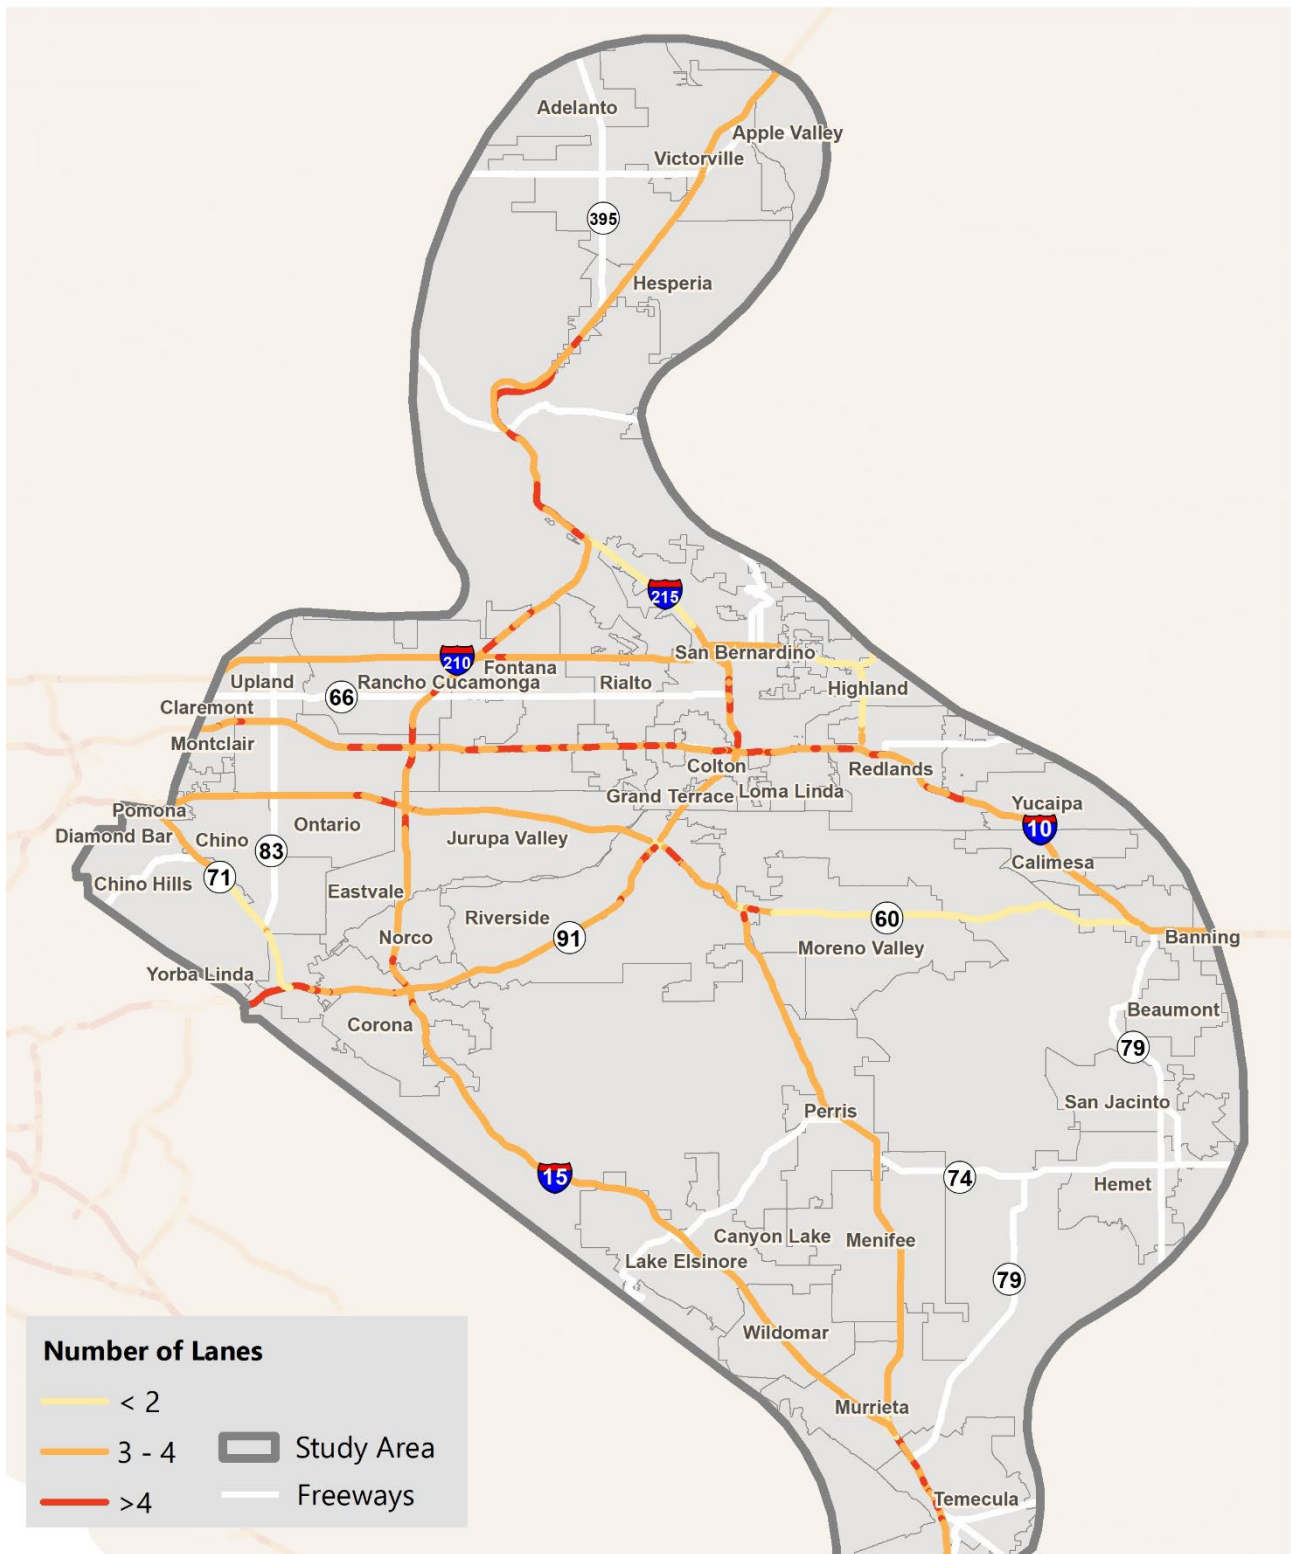 Adelanto
Apple Valley
Victorville
395
Hesperia
215
San Bernardino
210
Fontana
Upland
Rancho Cucamonga
Rialto
66
Highland
Claremont
Montclair
Colton
Redlands
Grand Terrace
Loma Linda
Yucaipa
Pomona
10
Diamond Bar
Chino
Ontario
Jurupa Valley
83
Calimesa
71
Chino Hills
Eastvale
Riverside
60
Norco
91
Moreno Valley
Banning
Yorba Linda
Corona
Beaumont
79
Perris
San Jacinto
15
74
Hemet
Canyon Lake
Menifee
Lake Elsinore
79
Wildomar
Murrieta
Temecula
Number of Lanes
< 2
3 - 4
>4
Study Area
Freeways